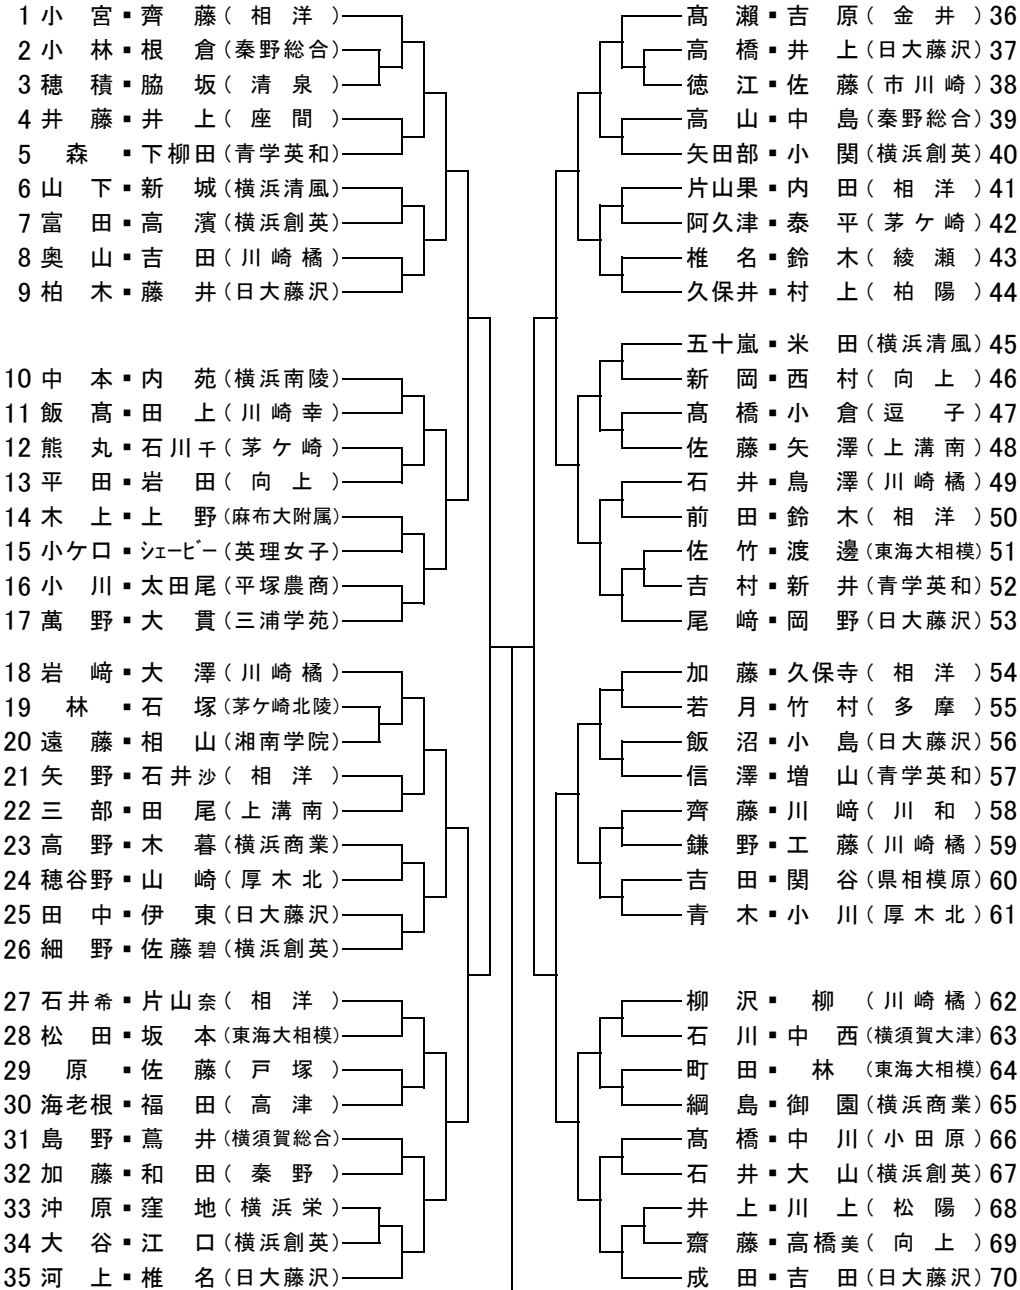 1 小宮・齊藤(相洋)
2 小林・根倉(秦野総合)
3 穂積・脇坂(清泉)
4 井藤・井上(座間)
5 森・下柳田(青学英和)
6 山下・新城(横浜清風)
7 富田・高濱(横浜創英)
8 奥山・吉田(川崎橘)
9 柏木・藤井(日大藤沢)
10 中本・内苑(横浜南陵)
11 飯髙・田上(川崎幸)
12 熊丸・石川千(茅ケ崎)
13 平田・岩田(向上)
14 木上・上野(麻布大附属)
15 小ケ口・シェービー(英理女子)
16 小川・太田尾(平塚農商)
17 萬野・大貫(三浦学苑)
18 岩﨑・大澤(川崎橘)
19 林・石塚(茅ケ崎北陵)
20 遠藤・相山(湘南学院)
21 矢野・石井沙(相洋)
22 三部・田尾(上溝南)
23 高野・木暮(横浜商業)
24 穂谷野・山崎(厚木北)
25 田中・伊東(日大藤沢)
26 細野・佐藤碧(横浜創英)
27 石井希・片山奈(相洋)
28 松田・坂本(東海大相模)
29 原・佐藤(戸塚)
30 海老根・福田(高津)
31 島野・蔦井(横須賀総合)
32 加藤・和田(秦野)
33 沖原・窪地(横浜栄)
34 大谷・江口(横浜創英)
35 河上・椎名(日大藤沢)
髙瀬・吉原(金井)36
高橋・井上(日大藤沢)37
徳江・佐藤(市川崎)38
高山・中島(秦野総合)39
矢田部・小関(横浜創英)40
片山果・内田(相洋)41
阿久津・泰平(茅ケ崎)42
椎名・鈴木(綾瀬)43
久保井・村上(柏陽)44
五十嵐・米田(横浜清風)45
新岡・西村(向上)46
髙橋・小倉(逗子)47
佐藤・矢澤(上溝南)48
石井・鳥澤(川崎橘)49
前田・鈴木(相洋)50
佐竹・渡邊(東海大相模)51
吉村・新井(青学英和)52
尾﨑・岡野(日大藤沢)53
加藤・久保寺(相洋)54
若月・竹村(多摩)55
飯沼・小島(日大藤沢)56
信澤・増山(青学英和)57
齊藤・川﨑(川和)58
鎌野・工藤(川崎橘)59
吉田・関谷(県相模原)60
青木・小川(厚木北)61
柳沢・柳(川崎橘)62
石川・中西(横須賀大津)63
町田・林(東海大相模)64
綱島・御園(横浜商業)65
髙橋・中川(小田原)66
石井・大山(横浜創英)67
井上・川上(松陽)68
齋藤・高橋美(向上)69
成田・吉田(日大藤沢)70